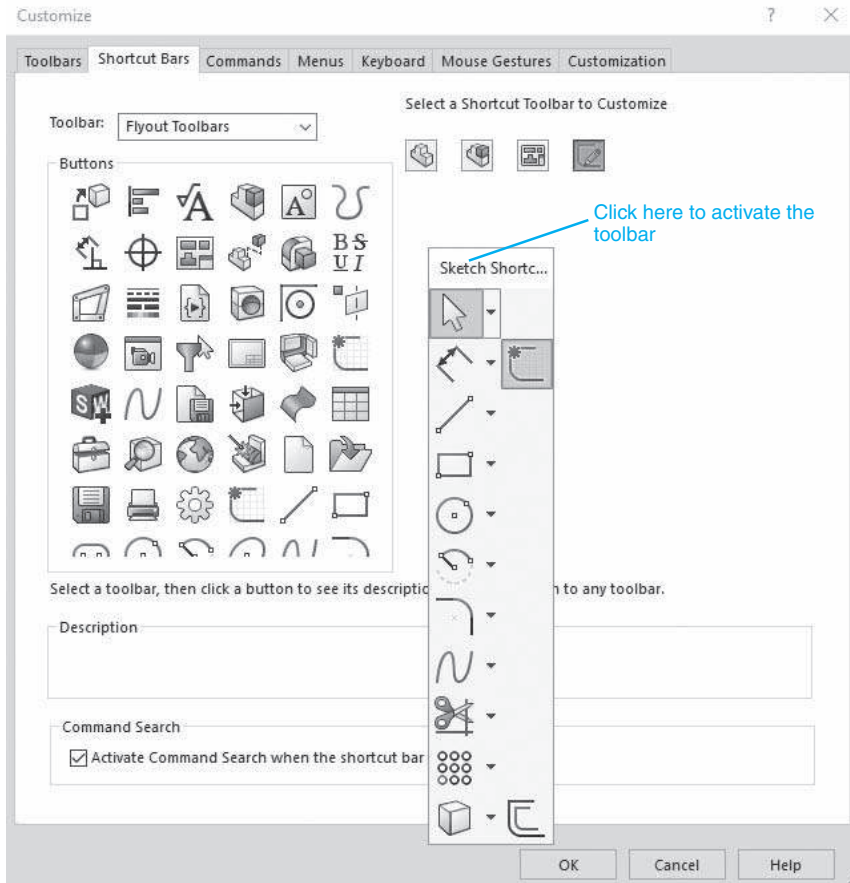 Customize
?
Toolbars Shortcut Bars Commands Menus Keyboard Mouse Gestures Customization
Select a Shortcut Toolbar to Customize
Toolbar: Flyout Toolbars
Buttons
Click here to activate the
toolbar
Sketch Shortc...
A
A
B S
U I
SW
Select a toolbar, then click a button to see its descriptic
n to any toolbar.
Description
Command Search
Activate Command Search when the shortcut bar
OK Cancel Help